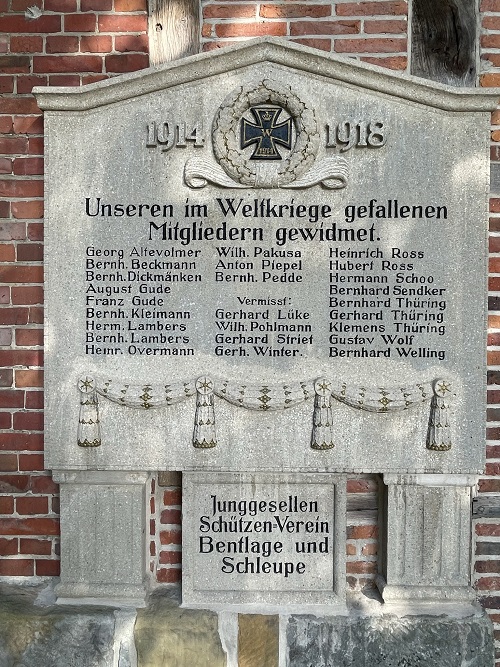 1914 1918
W
1914
Unseren im Weltkriege gefallenen
Mitgliedern gewidmet.
Georg Altevolmer
Bernh. Beckmann
Bernh. Dickmänken
August Gude
Franz Gude
Bernh. Kleimann
Herm. Lambers
Bernh. Lambers
Heinr. Overmann
Wilh. Pakusa
Anton Piepel
Bernh. Pedde
Vermisst:
Gerhard Lüke
Wilh. Pohlmann
Gerhard Striet
Gerh. Winter.
Heinrich Ross
Hubert Ross
Hermann Schoo
Bernhard Sendker
Bernhard Thüring
Gerhard Thüring
Klemens Thüring
Gustav Wolf
Bernhard Welling
Junggesellen
Schützen-Verein
Bentlage und
Schleupe